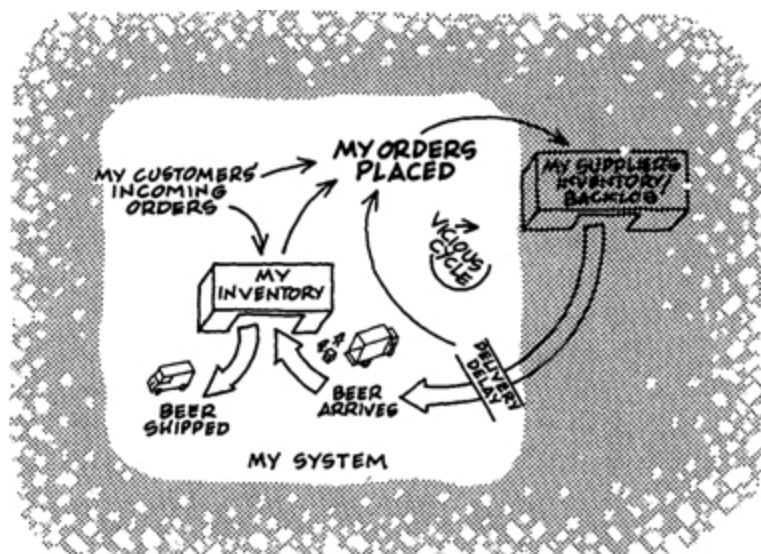 MY CUSTOMERS'
INCOMING
ORDERS
MY ORDERS
PLACED
MY SUPPLIER'S
INVENTORY/
BACKLOG
VICIOUS
CYCLE
MY
INVENTORY
DELIVERY
DELAY
BEER
ARRIVES
BEER
SHIPPED
MY SYSTEM